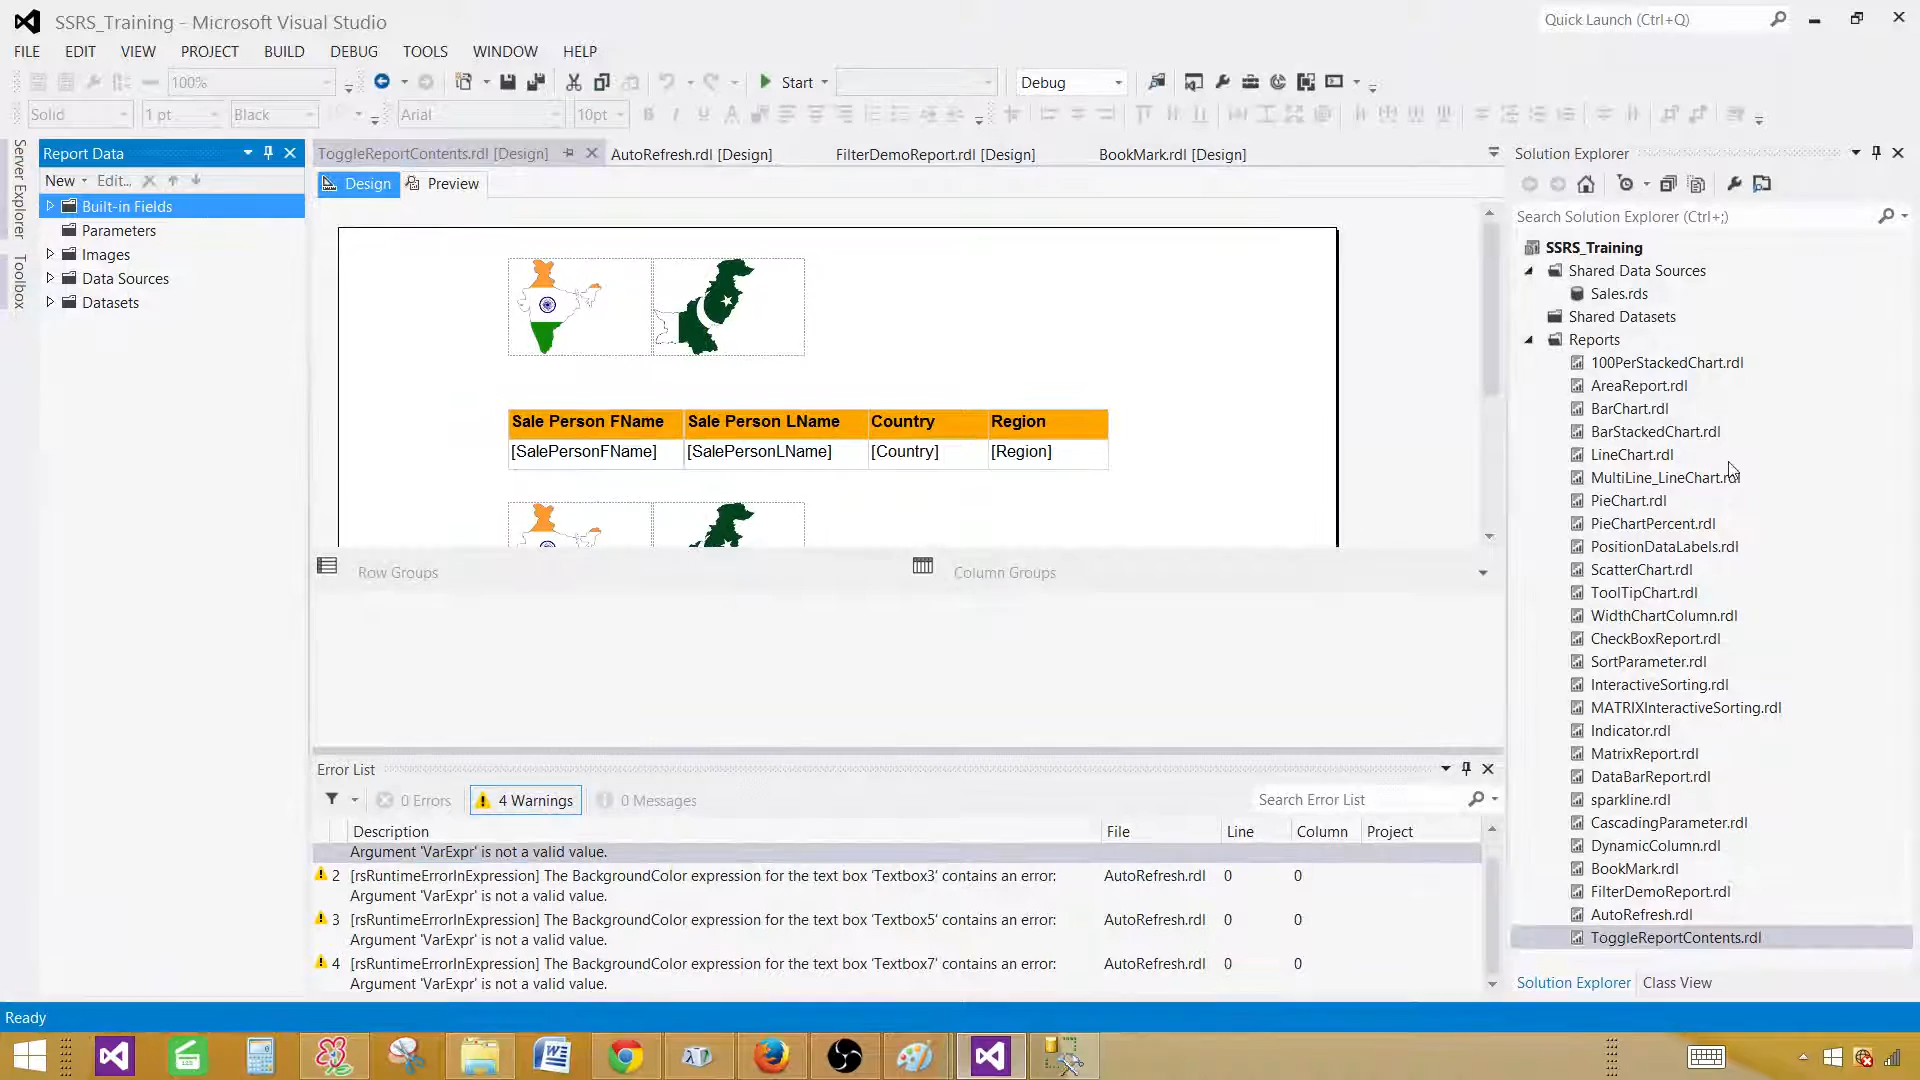 SSRS_Training - Microsoft Visual Studio
Quick Launch (Ctrl+Q)
FILE EDIT VIEW PROJECT BUILD DEBUG TOOLS WINDOW HELP
100% Start Debug
Solid 1 pt Black Arial 10pt
Server Explorer
Toolbox
Report Data
New Edit...
Built-in Fields
Parameters
Images
Data Sources
Datasets
ToggleReportContents.rdl [Design] AutoRefresh.rdl [Design] FilterDemoReport.rdl [Design] BookMark.rdl [Design]
Design Preview
Sale Person FName Sale Person LName Country Region
[SalePersonFName] [SalePersonLName] [Country] [Region]
Row Groups Column Groups
Error List
0 Errors 4 Warnings 0 Messages Search Error List
Description File Line Column Project
Argument 'VarExpr' is not a valid value.
2 [rsRuntimeErrorInExpression] The BackgroundColor expression for the text box 'Textbox3' contains an error: AutoRefresh.rdl 0 0
Argument 'VarExpr' is not a valid value.
3 [rsRuntimeErrorInExpression] The BackgroundColor expression for the text box 'Textbox5' contains an error: AutoRefresh.rdl 0 0
Argument 'VarExpr' is not a valid value.
4 [rsRuntimeErrorInExpression] The BackgroundColor expression for the text box 'Textbox7' contains an error: AutoRefresh.rdl 0 0
Argument 'VarExpr' is not a valid value.
Solution Explorer
Search Solution Explorer (Ctrl+;)
SSRS_Training
Shared Data Sources
Sales.rds
Shared Datasets
Reports
100PerStackedChart.rdl
AreaReport.rdl
BarChart.rdl
BarStackedChart.rdl
LineChart.rdl
MultiLine_LineChart.rdl
PieChart.rdl
PieChartPercent.rdl
PositionDataLabels.rdl
ScatterChart.rdl
ToolTipChart.rdl
WidthChartColumn.rdl
CheckBoxReport.rdl
SortParameter.rdl
InteractiveSorting.rdl
MATRIXInteractiveSorting.rdl
Indicator.rdl
MatrixReport.rdl
DataBarReport.rdl
sparkline.rdl
CascadingParameter.rdl
DynamicColumn.rdl
BookMark.rdl
FilterDemoReport.rdl
AutoRefresh.rdl
ToggleReportContents.rdl
Solution Explorer Class View
Ready